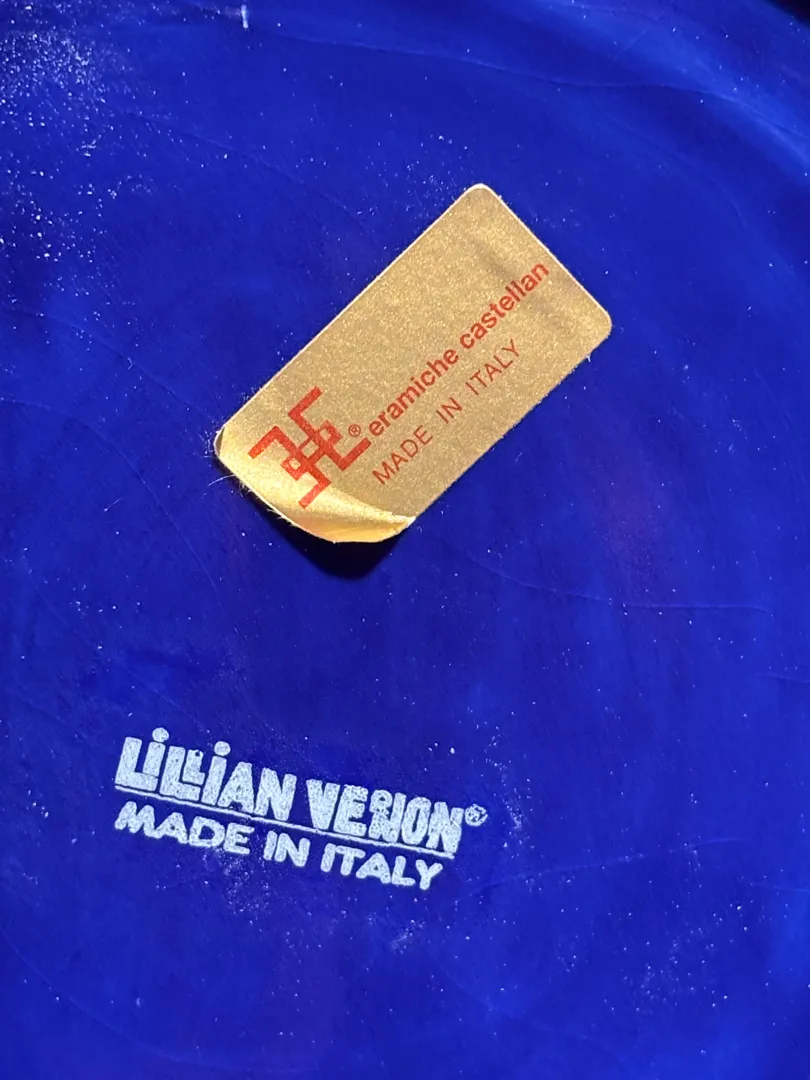 eramiche castellan
MADE IN ITALY
LILLIAN VERNON®
MADE IN ITALY